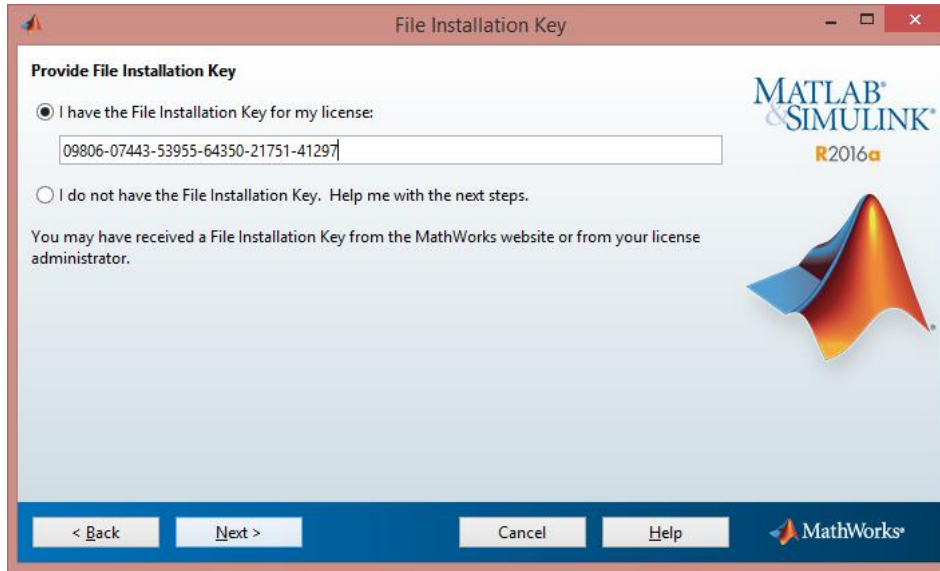 File Installation Key
Provide File Installation Key
I have the File Installation Key for my license:
09806-07443-53955-64350-21751-41297
I do not have the File Installation Key. Help me with the next steps.
You may have received a File Installation Key from the MathWorks website or from your license
administrator.
MATLAB®
&SIMULINK®
R2016a
®
< Back Next > Cancel Help MathWorks®